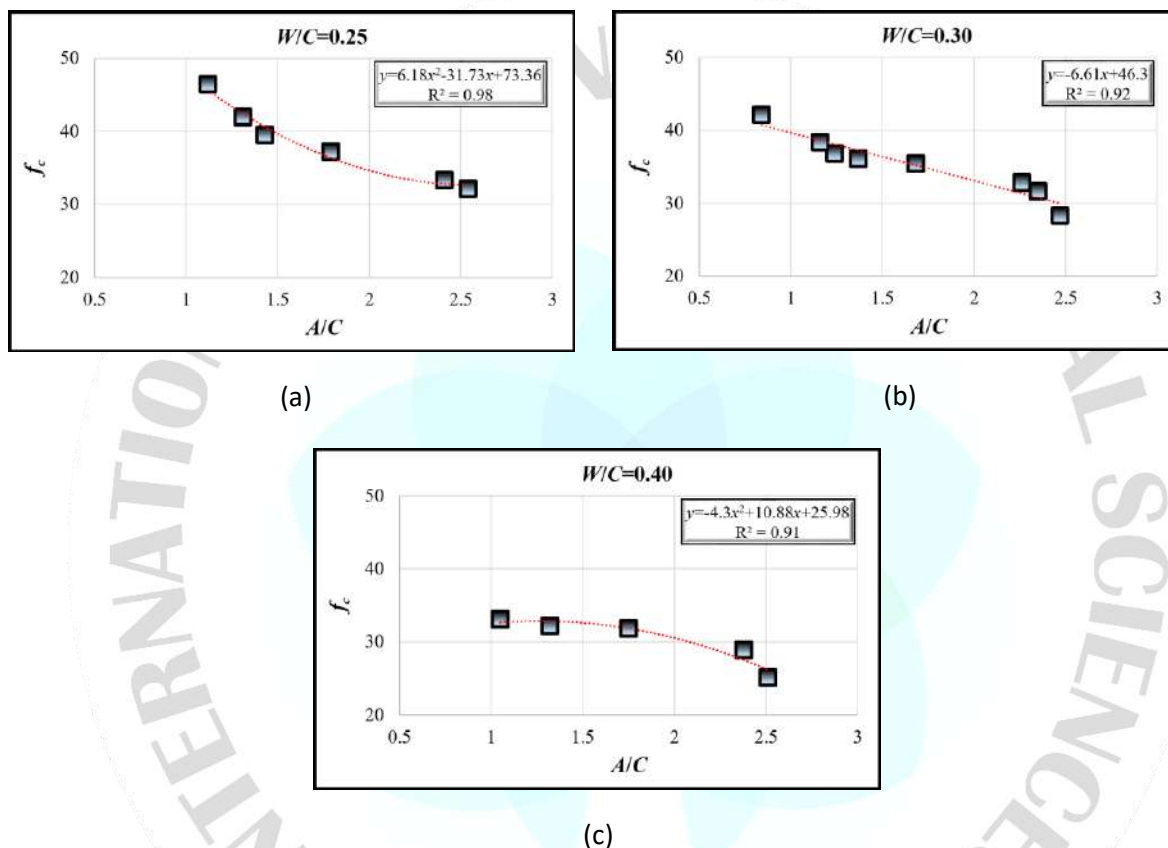 W/C=0.25
y=6.18x²-31.73x+73.36
R² = 0.98
50
40
30
20
f_c
0.5 1 1.5 2 2.5 3
A/C
(a)
W/C=0.30
y=-6.61x+46.3
R² = 0.92
50
40
30
20
f_c
0.5 1 1.5 2 2.5 3
A/C
(b)
W/C=0.40
y=-4.3x²+10.88x+25.98
R² = 0.91
50
40
30
20
f_c
0.5 1 1.5 2 2.5 3
A/C
(c)